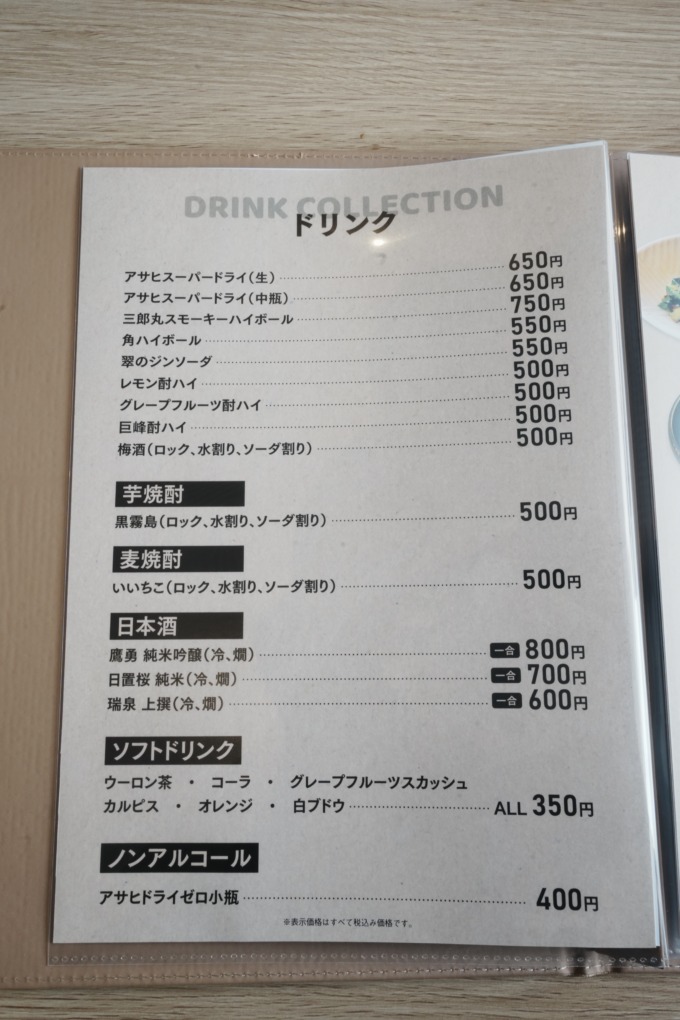 DRINK COLLECTION
ドリンク
アサヒスーパードライ（生） 650円
アサヒスーパードライ（中瓶） 650円
三郎丸スモーキーハイボール 750円
角ハイボール 550円
翠のジンソーダ 550円
レモン酎ハイ 500円
グレープフルーツ酎ハイ 500円
巨峰酎ハイ 500円
梅酒（ロック、水割り、ソーダ割り） 500円
芋焼酎
黒霧島（ロック、水割り、ソーダ割り） 500円
麦焼酎
いいちこ（ロック、水割り、ソーダ割り） 500円
日本酒
鷹勇 純米吟醸（冷、燗） 一合 800円
日置桜 純米（冷、燗） 一合 700円
瑞泉 上撰（冷、燗） 一合 600円
ソフトドリンク
ウーロン茶 ・ コーラ ・ グレープフルーツスカッシュ
カルピス ・ オレンジ ・ 白ブドウ ALL 350円
ノンアルコール
アサヒドライゼロ小瓶 400円
※表示価格はすべて税込み価格です。